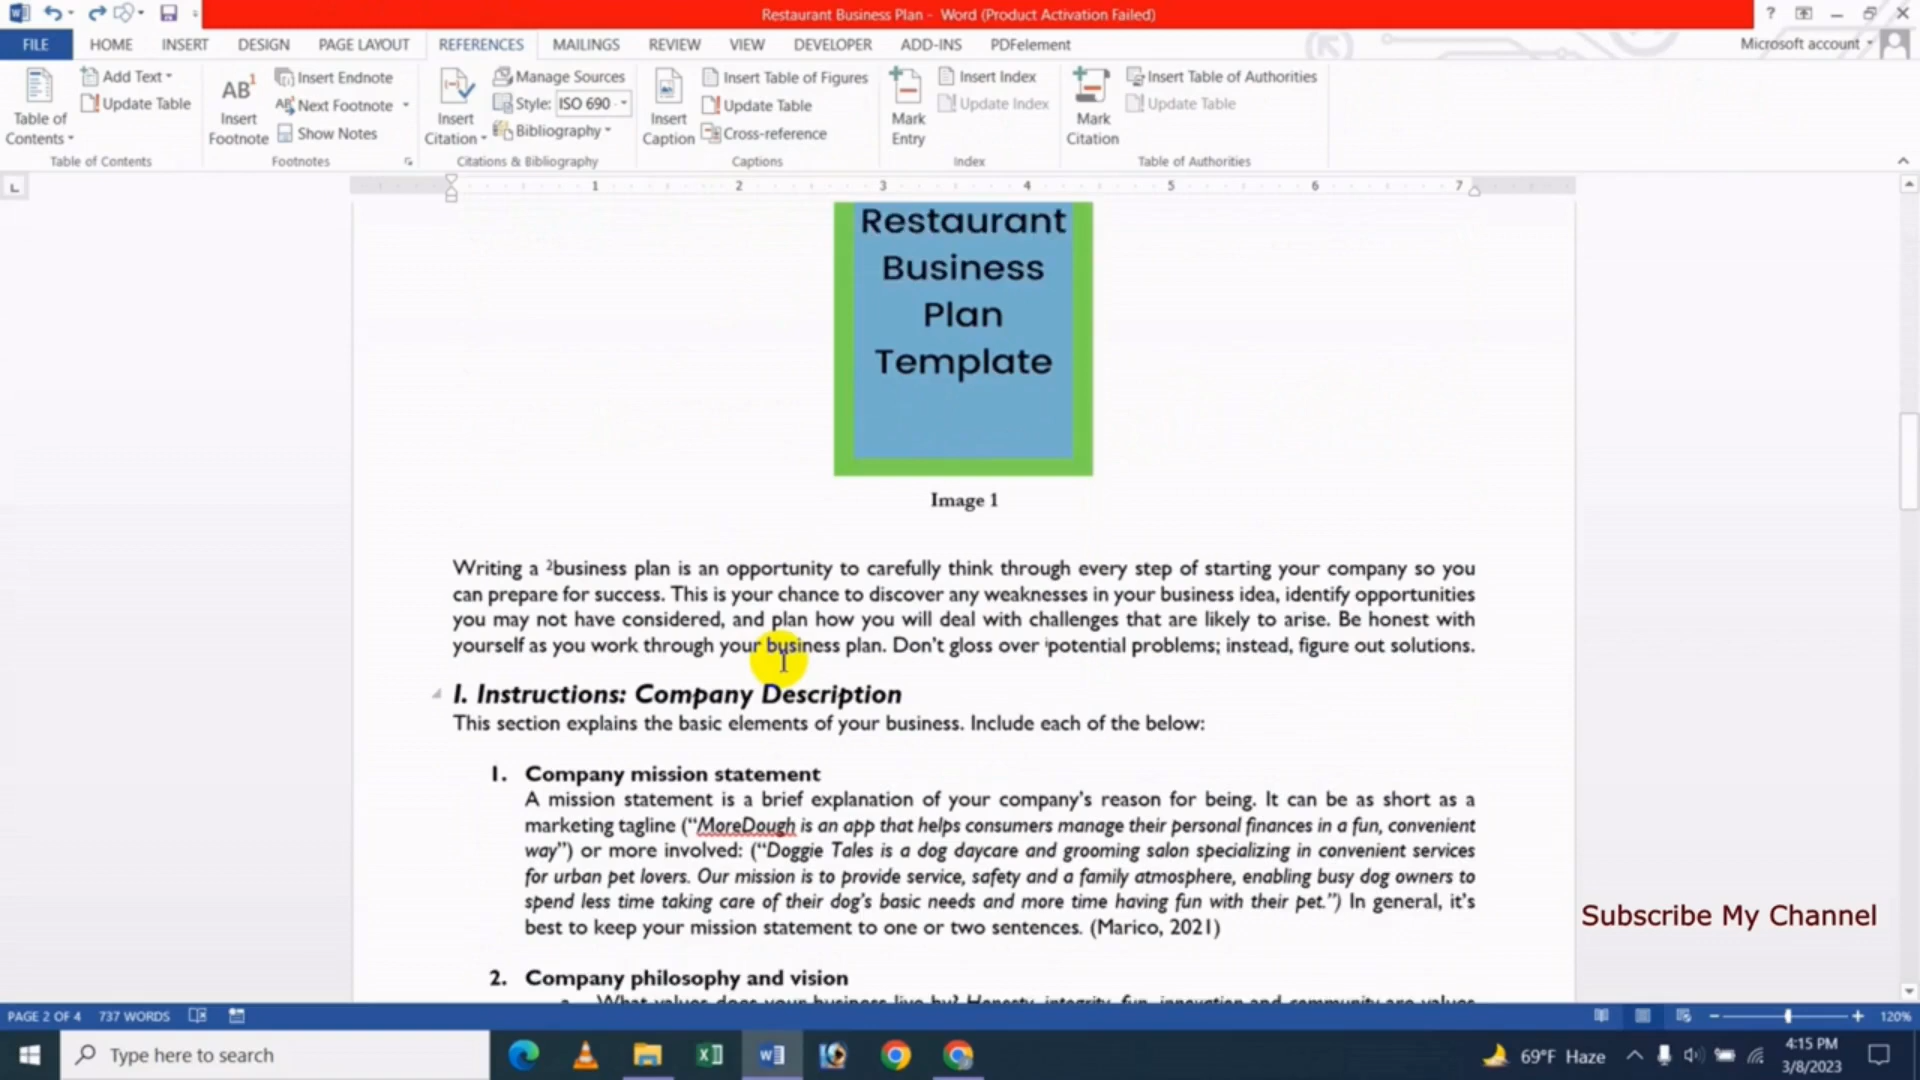 Restaurant Business Plan - Word (Product Activation Failed)
?
FILE HOME INSERT DESIGN PAGE LAYOUT REFERENCES MAILINGS REVIEW VIEW DEVELOPER ADD-INS PDFelement Microsoft account
Table of Contents
Add Text
Update Table
Table of Contents
AB1
Insert Footnote
Insert Endnote
Next Footnote
Show Notes
Footnotes
Insert Citation
Manage Sources
Style: ISO 690
Bibliography
Citations & Bibliography
Insert Caption
Insert Table of Figures
Update Table
Cross-reference
Captions
Mark Entry
Insert Index
Update Index
Index
Mark Citation
Insert Table of Authorities
Update Table
Table of Authorities
1 2 3 4 5 6 7
Restaurant
Business
Plan
Template
Image 1
Writing a ²business plan is an opportunity to carefully think through every step of starting your company so you
can prepare for success. This is your chance to discover any weaknesses in your business idea, identify opportunities
you may not have considered, and plan how you will deal with challenges that are likely to arise. Be honest with
yourself as you work through your business plan. Don't gloss over ⁱpotential problems; instead, figure out solutions.
I. Instructions: Company Description
This section explains the basic elements of your business. Include each of the below:
1. Company mission statement
A mission statement is a brief explanation of your company's reason for being. It can be as short as a
marketing tagline ("MoreDough is an app that helps consumers manage their personal finances in a fun, convenient
way") or more involved: ("Doggie Tales is a dog daycare and grooming salon specializing in convenient services
for urban pet lovers. Our mission is to provide service, safety and a family atmosphere, enabling busy dog owners to
spend less time taking care of their dog's basic needs and more time having fun with their pet.") In general, it's
best to keep your mission statement to one or two sentences. (Marico, 2021)
Subscribe My Channel
2. Company philosophy and vision
a. What values does your business live by? Honesty, integrity, fun, innovation and community are values
PAGE 2 OF 4 737 WORDS 120%
Type here to search
69°F Haze
4:15 PM
3/8/2023